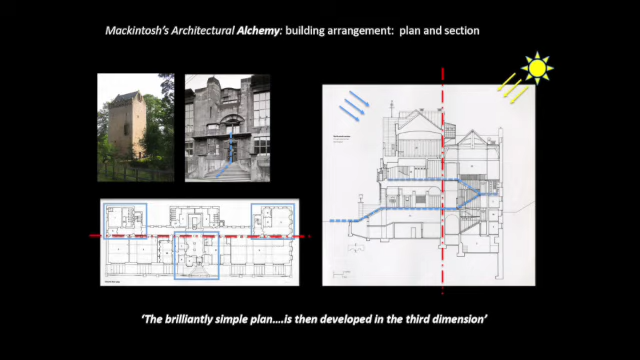 Mackintosh's Architectural Alchemy: building arrangement: plan and section
'The brilliantly simple plan....is then developed in the third dimension'